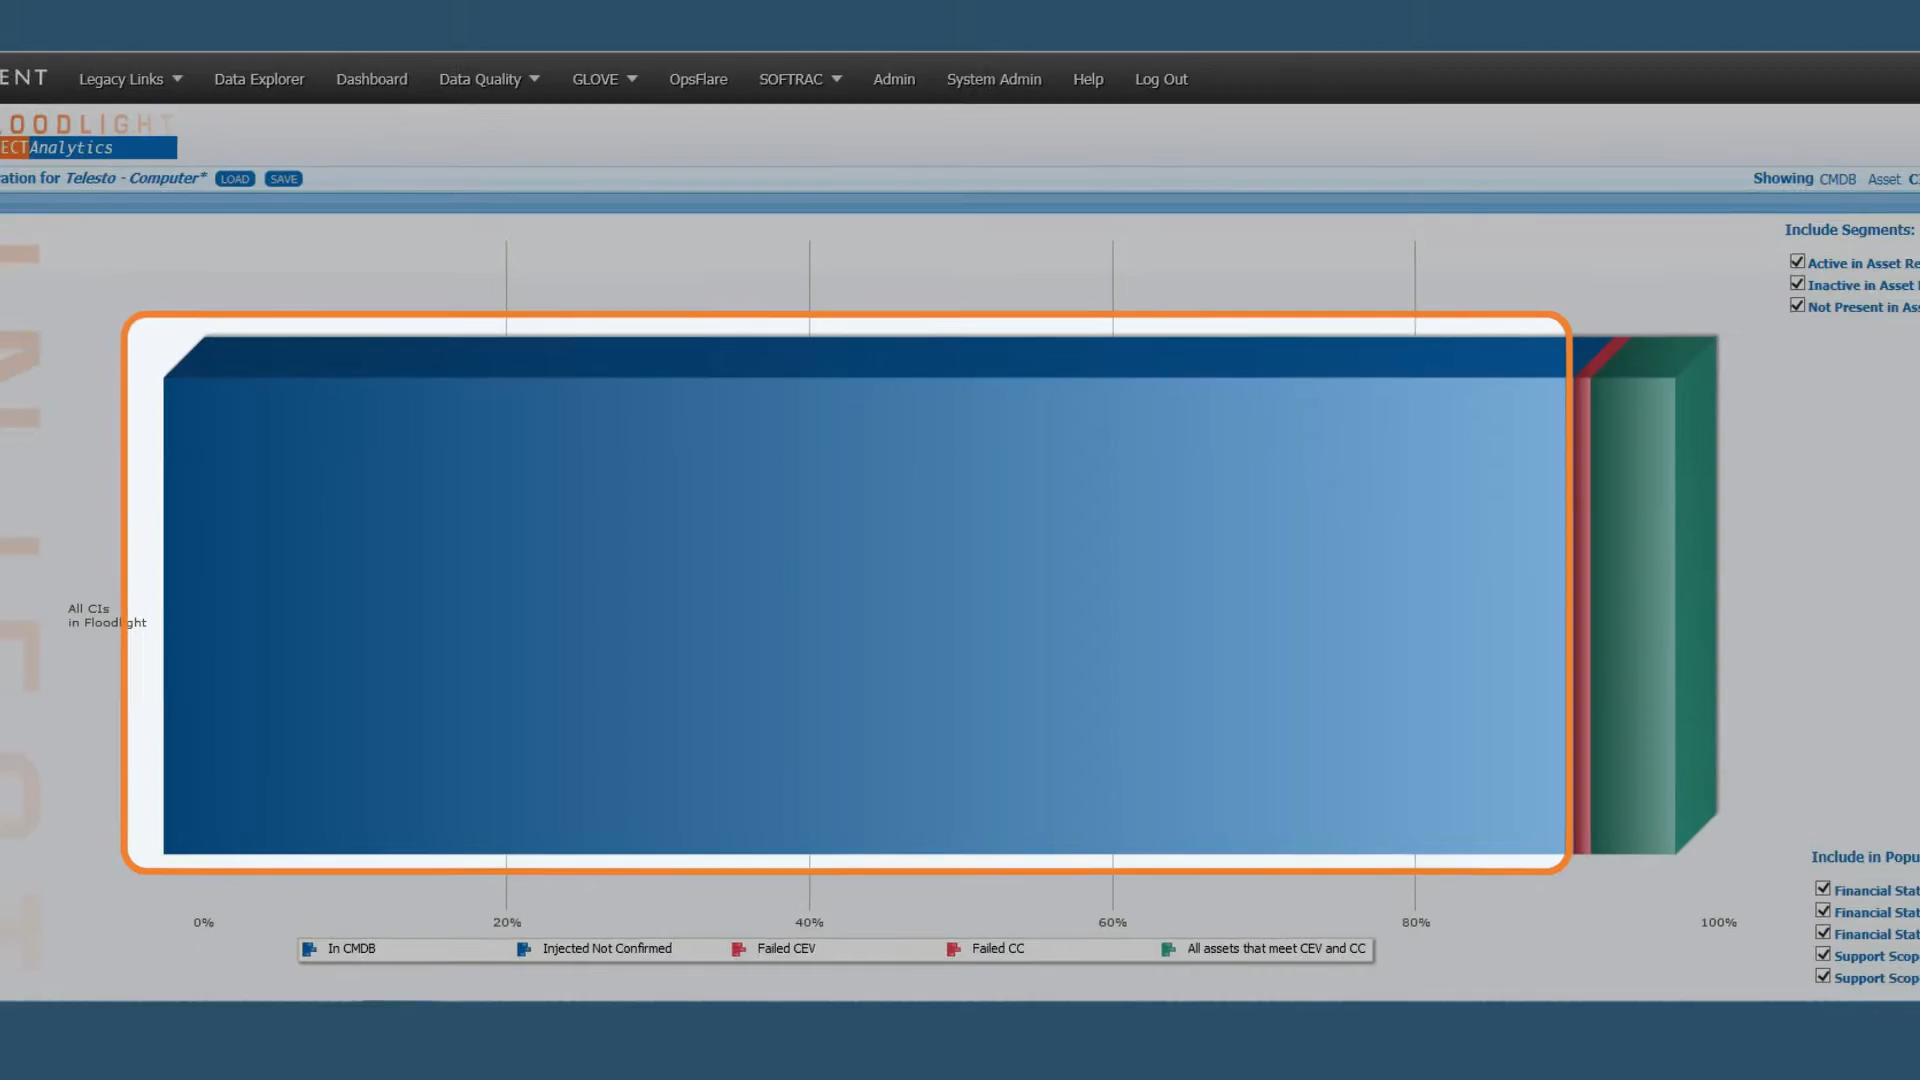 ENT Legacy Links Data Explorer Dashboard Data Quality GLOVE OpsFlare SOFTRAC Admin System Admin Help Log Out
OODLIGHT
ECTAnalytics
ation for Telesto - Computer* LOAD SAVE Showing CMDB Asset C
Include Segments:
Active in Asset Re
Inactive in Asset
Not Present in Ass
All CIs
in Floodlight
Include in Popu
Financial Stat
Financial Stat
Financial Stat
Support Scop
Support Scop
0% 20% 40% 60% 80% 100%
In CMDB Injected Not Confirmed Failed CEV Failed CC All assets that meet CEV and CC